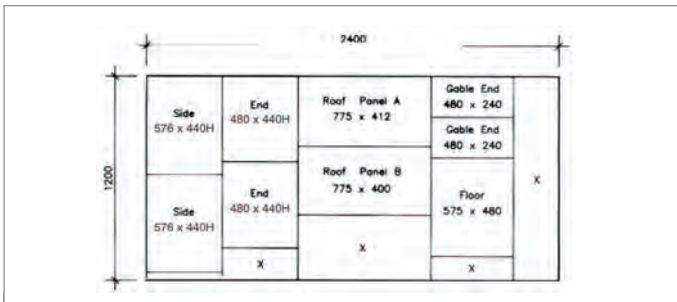 2400
1200
Side
576 x 440H
Side
576 x 440H
End
480 x 440H
End
480 x 440H
X
Roof Panel A
775 x 412
Roof Panel B
775 x 400
X
Gable End
480 x 240
Gable End
480 x 240
Floor
575 x 480
X
X